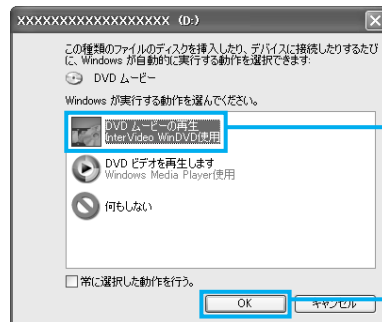 XXXXXXXXXXXXXXXXXX (D:)
この種類のファイルのディスクを挿入したり、デバイスに接続したりするたび
に、Windows が自動的に実行する動作を選択できます:
DVD ムービー
Windows が実行する動作を選んでください。
DVD ムービーの再生
InterVideo WinDVD使用
DVD ビデオを再生します
Windows Media Player使用
何もしない
常に選択した動作を行う。
OK
キャンセル